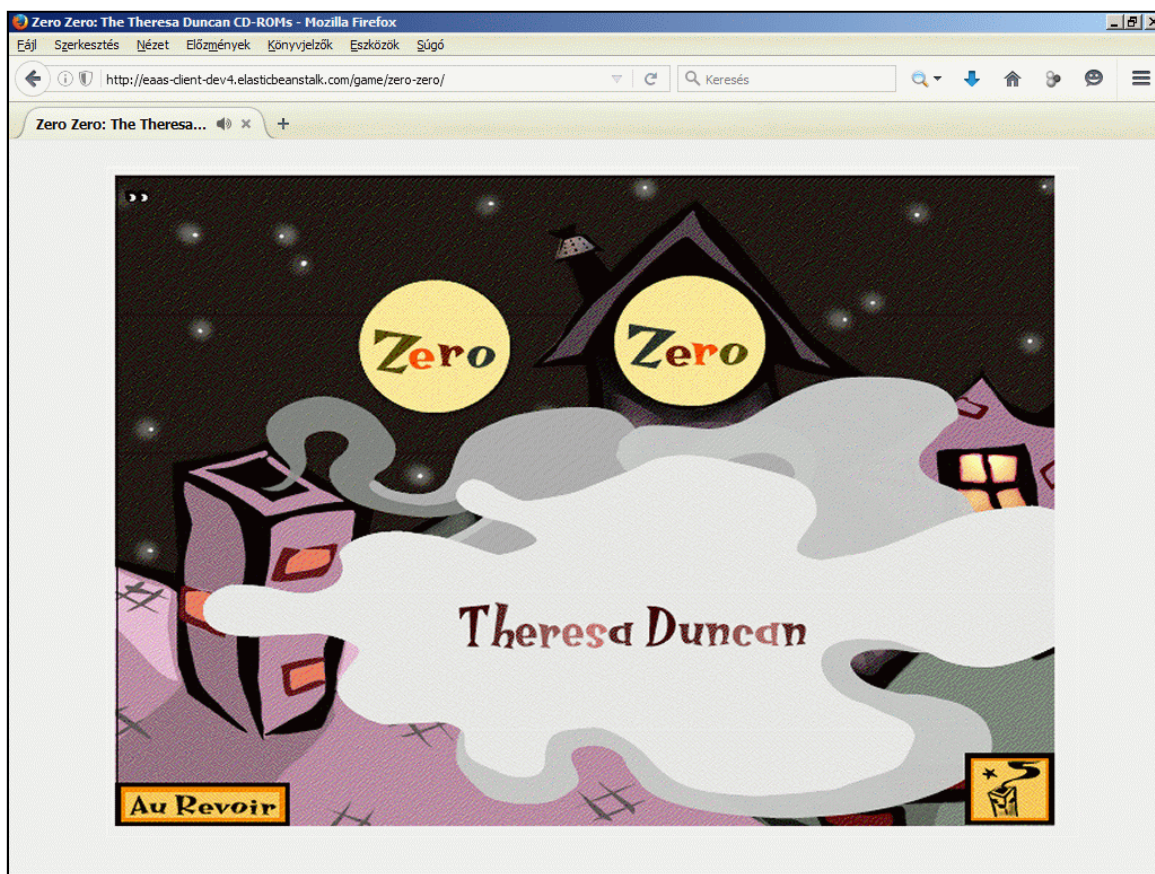 Zero Zero: The Theresa Duncan CD-ROMs - Mozilla Firefox
Fájl Szerkesztés Nézet Előzmények Könyvjelzők Eszközök Súgó
http://eaas-client-dev4.elasticbeanstalk.com/game/zero-zero/ Keresés
Zero Zero: The Theresa...
Zero Zero
Theresa Duncan
Au Revoir